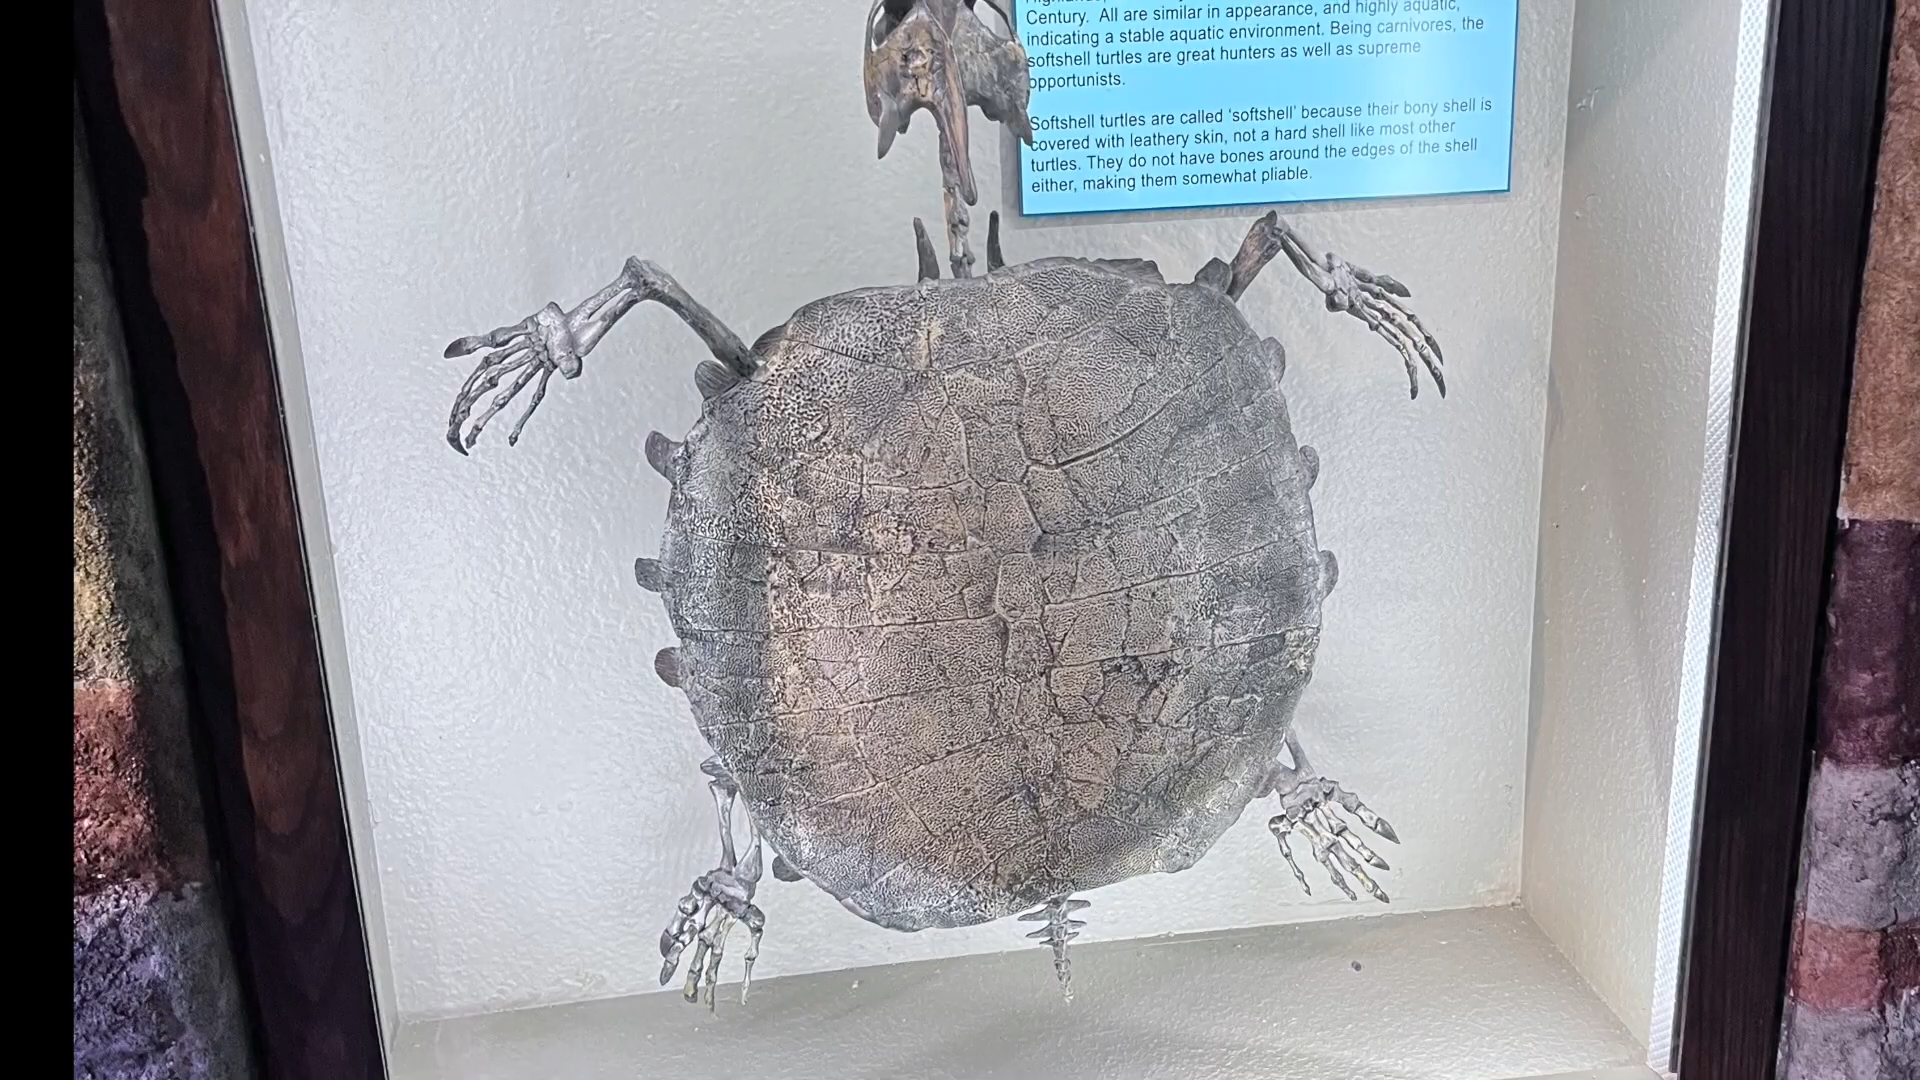 Century. All are similar in appearance, and highly aquatic,
indicating a stable aquatic environment. Being carnivores, the
softshell turtles are great hunters as well as supreme
opportunists.
Softshell turtles are called ‘softshell’ because their bony shell is
covered with leathery skin, not a hard shell like most other
turtles. They do not have bones around the edges of the shell
either, making them somewhat pliable.